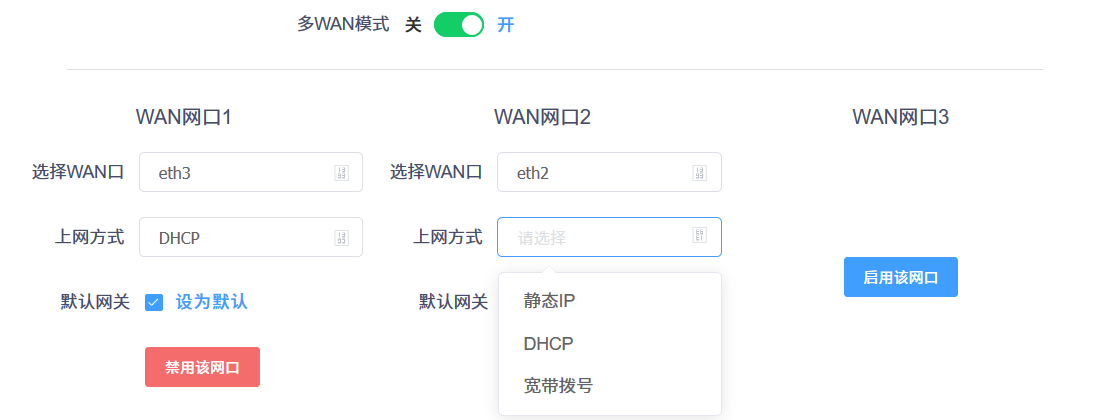 多WAN模式 关 开
WAN网口1 WAN网口2 WAN网口3
选择WAN口 eth3 选择WAN口 eth2
上网方式 DHCP 上网方式 请选择
启用该网口
默认网关 设为默认 默认网关
静态IP
DHCP
宽带拨号
禁用该网口